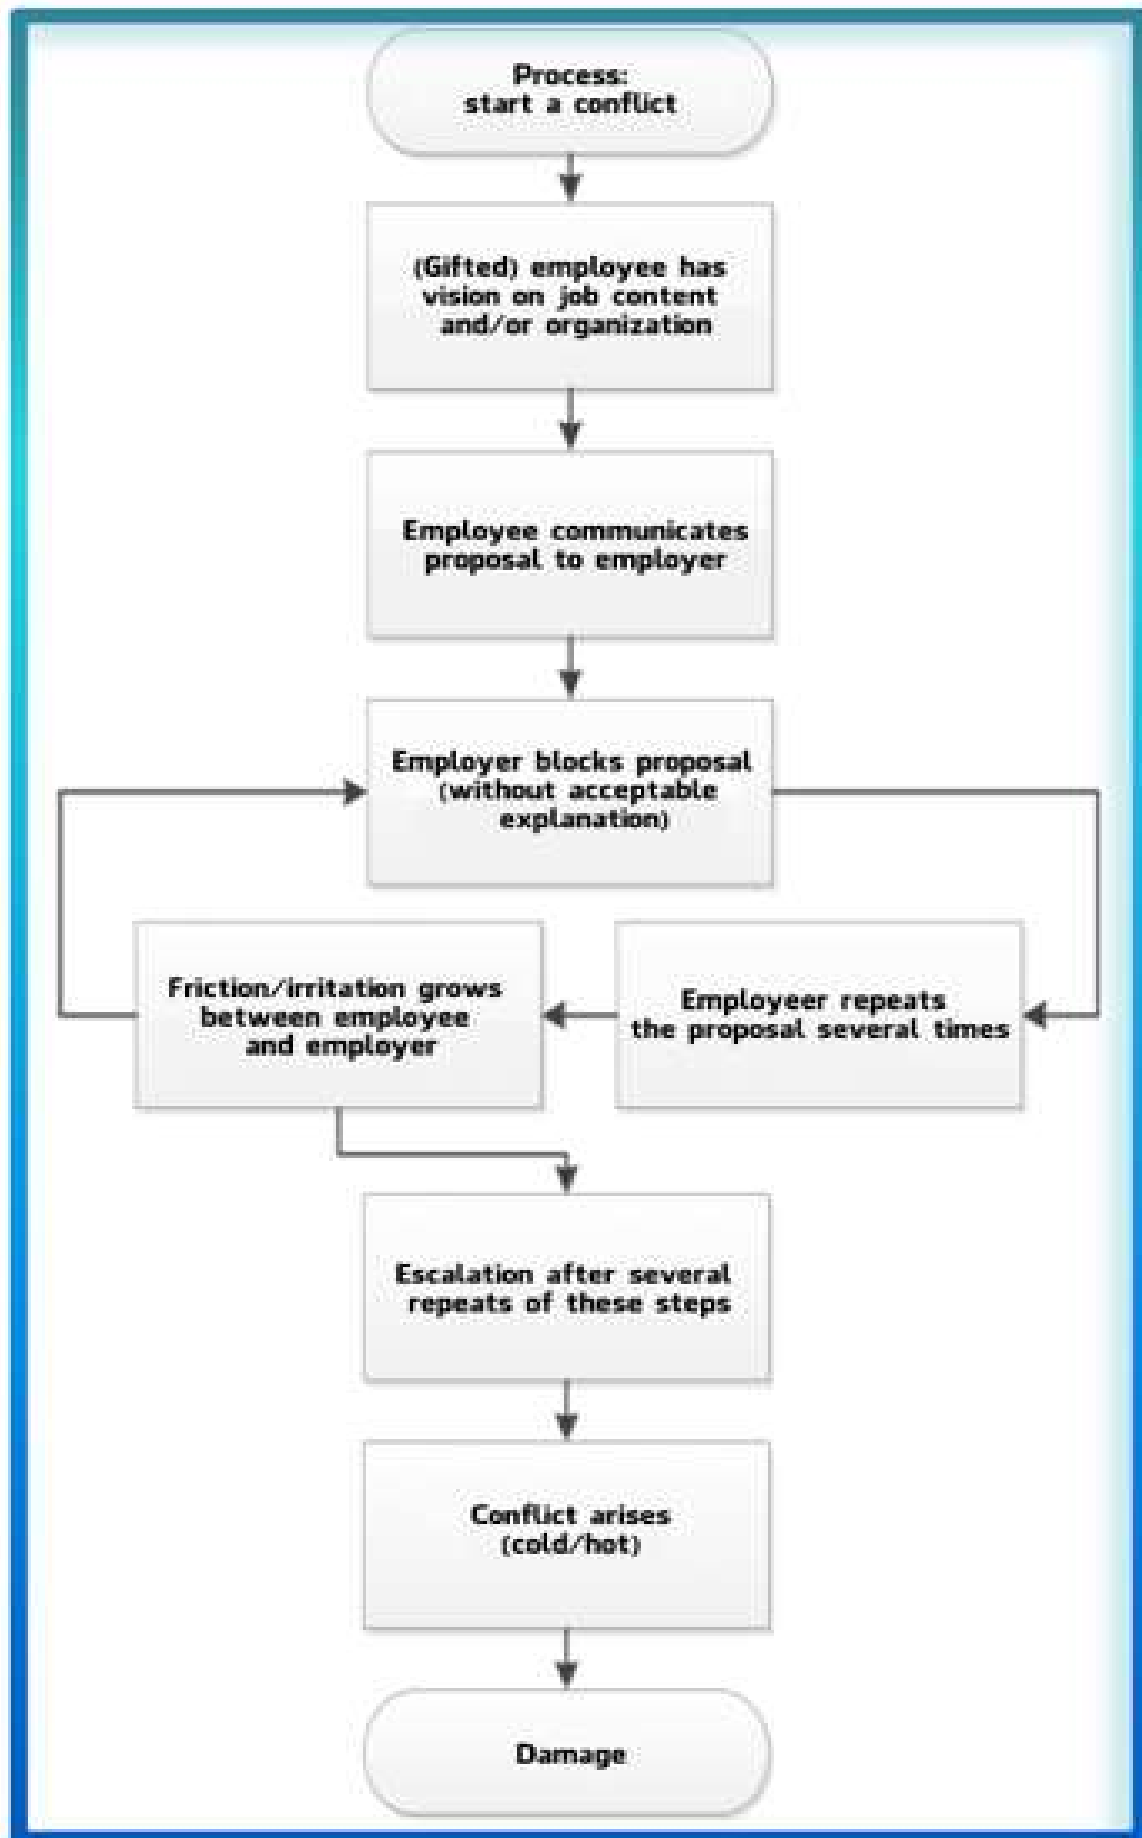 Process:
start a conflict
(Gifted) employee has
vision on job content
and/or organization
Employee communicates
proposal to employer
Employer blocks proposal
(without acceptable
explanation)
Friction/irritation grows
between employee
and employer
Employeer repeats
the proposal several times
Escalation after several
repeats of these steps
Conflict arises
(cold/hot)
Damage